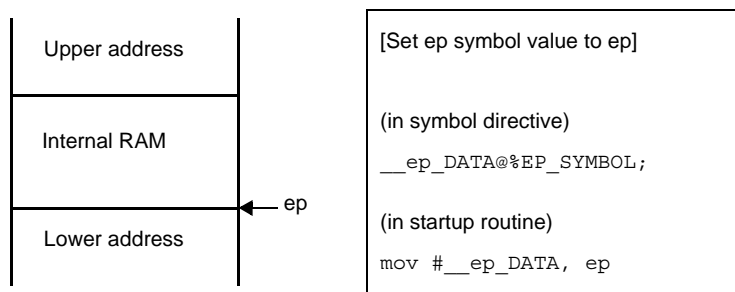 Upper address
Internal RAM
ep
Lower address
[Set ep symbol value to ep]
(in symbol directive)
__ep_DATA@%EP_SYMBOL;
(in startup routine)
mov #__ep_DATA, ep